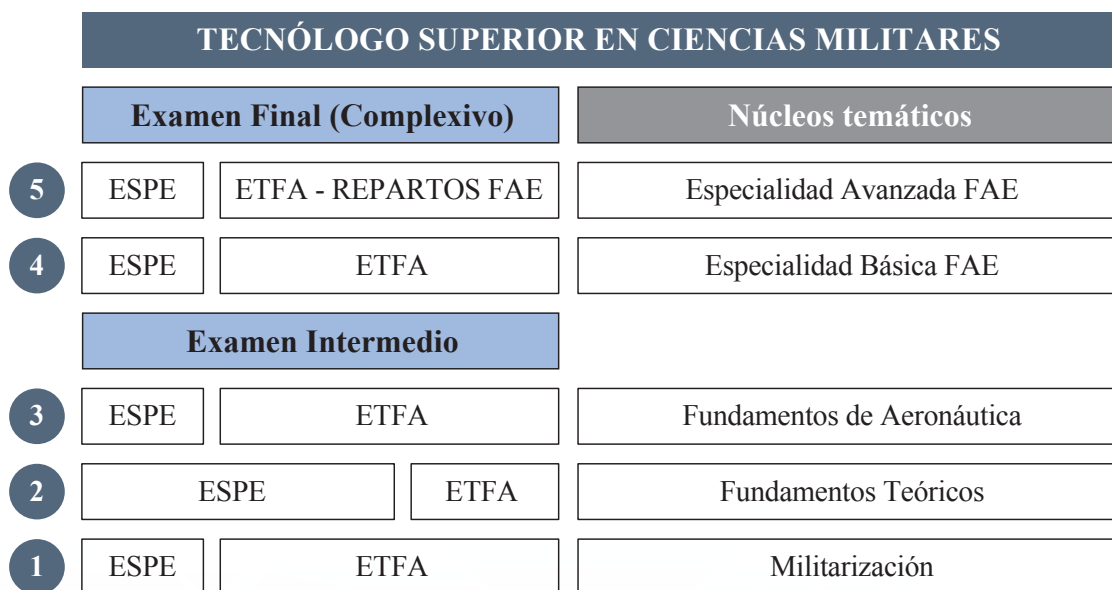 TECNÓLOGO SUPERIOR EN CIENCIAS MILITARES
Examen Final (Complexivo) Núcleos temáticos
5 ESPE ETFA - REPARTOS FAE Especialidad Avanzada FAE
4 ESPE ETFA Especialidad Básica FAE
Examen Intermedio
3 ESPE ETFA Fundamentos de Aeronáutica
2 ESPE ETFA Fundamentos Teóricos
1 ESPE ETFA Militarización